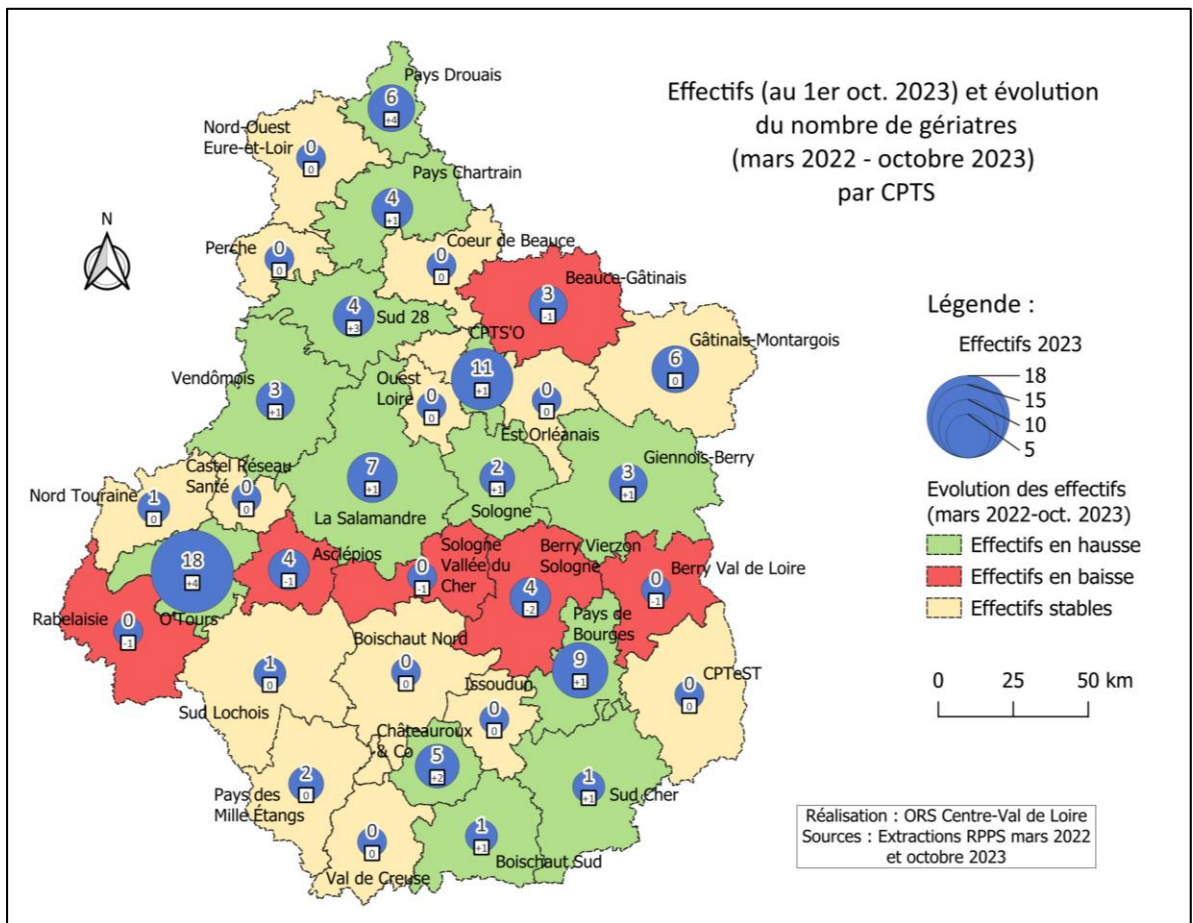 Effectifs (au 1er oct. 2023) et évolution
du nombre de gériatres
(mars 2022 - octobre 2023)
par CPTS
Pays Drouais
6
+4
Nord-Ouest
Eure-et-Loir
0
0
Pays Chartrain
4
+1
N
Perche
0
0
Coeur de Beauce
0
0
Beauce-Gâtinais
3
-1
4
+3
Sud 28
CPTS'O
11
+1
Gâtinais-Montargois
6
0
Vendômois
3
+1
Ouest
Loire
0
0
0
0
Est Orléanais
Giennois-Berry
3
+1
7
+1
La Salamandre
2
+1
Sologne
Castel Réseau
Santé
0
0
Nord Touraine
1
0
18
+4
O'Tours
Asclépios
4
-1
Sologne
Vallée du
Cher
0
-1
Berry Vierzon
Sologne
4
-2
Berry Val de Loire
0
-1
Rabelaisie
0
-1
Pays de
Bourges
9
+1
Boischaut Nord
0
0
1
0
Sud Lochois
Issoudun
0
0
CPTeST
0
0
Châteauroux
& Co
5
+2
2
0
Pays des
Mille Étangs
1
+1
Sud Cher
0
0
Val de Creuse
1
+1
Boischaut Sud
Légende :
Effectifs 2023
18
15
10
5
Evolution des effectifs
(mars 2022-oct. 2023)
Effectifs en hausse
Effectifs en baisse
Effectifs stables
0 25 50 km
Réalisation : ORS Centre-Val de Loire
Sources : Extractions RPPS mars 2022
et octobre 2023